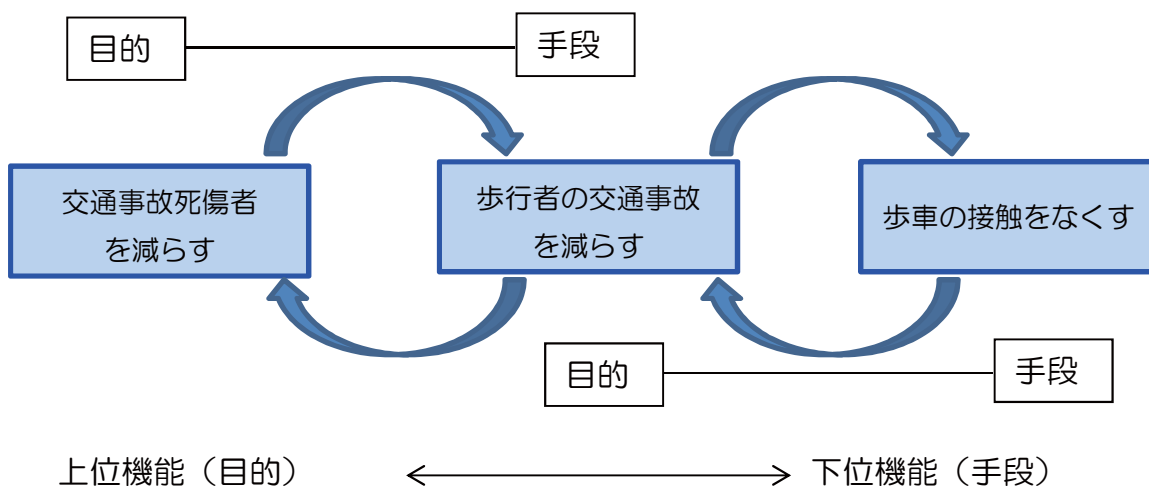 目的
手段
交通事故死傷者
を減らす
歩行者の交通事故
を減らす
歩車の接触をなくす
目的
手段
上位機能（目的）
下位機能（手段）